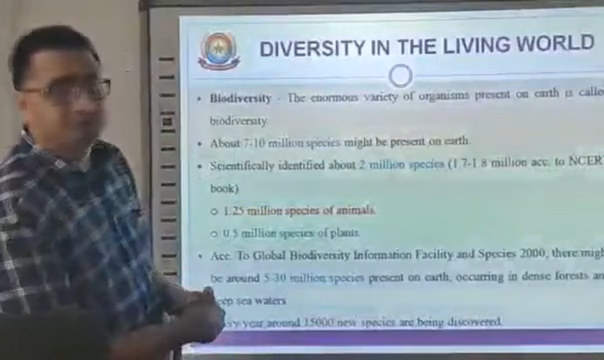 DIVERSITY IN THE LIVING WORLD
• Biodiversity - The enormous variety of organisms present on earth is calle
biodiversity
• About 7-10 million species might be present on earth.
• Scientifically identified about 2 million species (1.7-1.8 million acc. to NCER
book)
o 1.25 million species of animals.
o 0.5 million species of plants
• Acc. To Global Biodiversity Information Facility and Species 2000, there migh
be around 5-30 million species present on earth, occurring in dense forests an
sea waters
year around 15000 new species are being discovered.